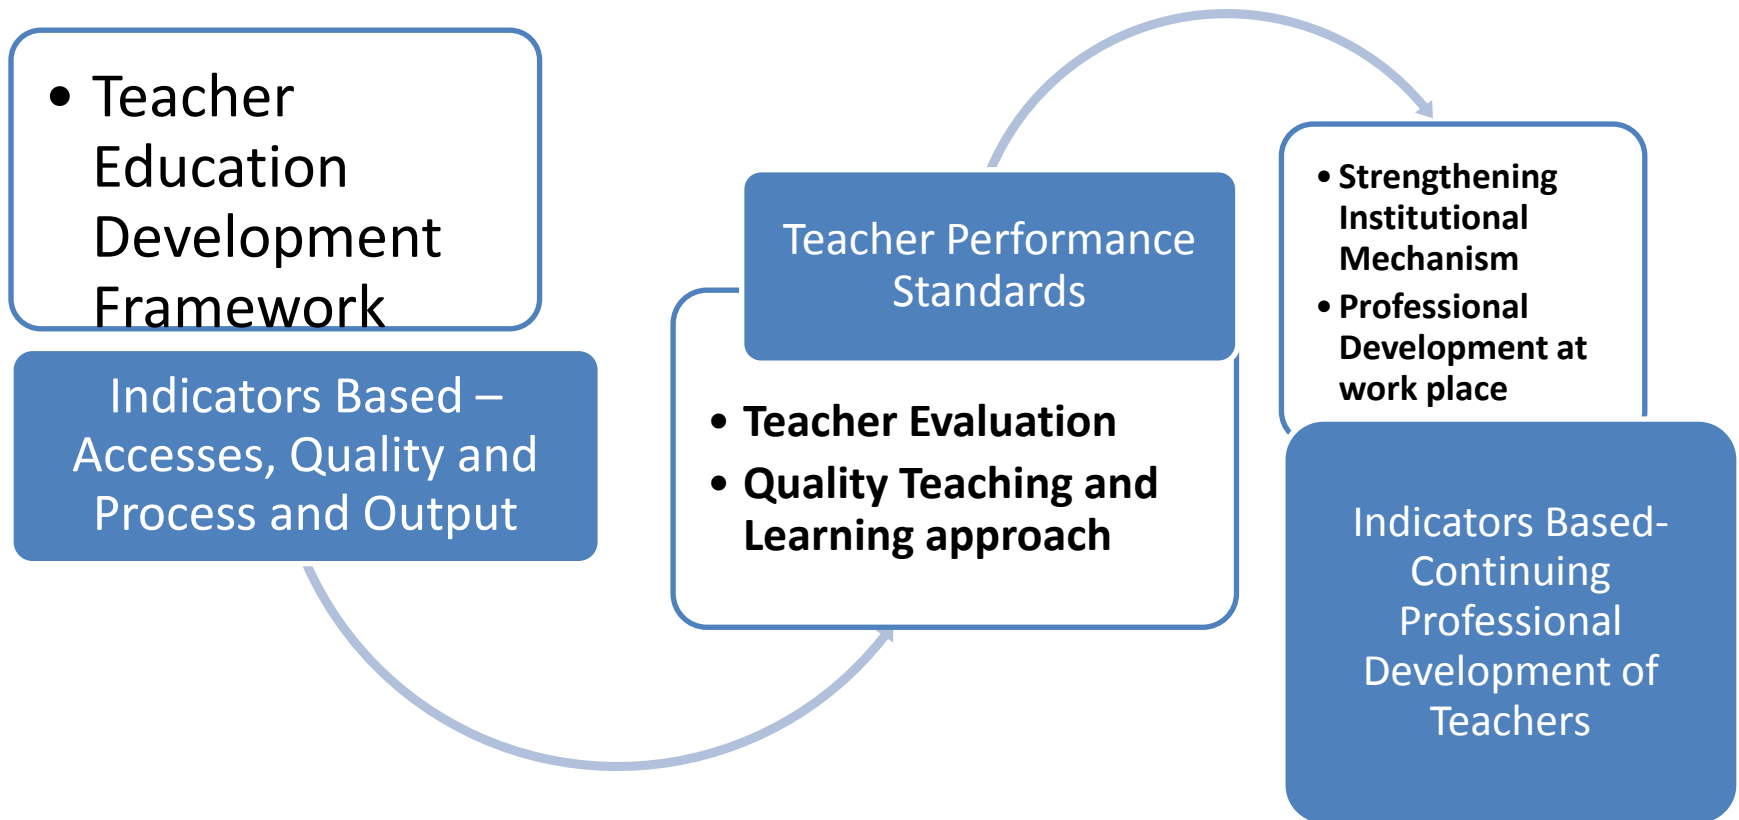 • Teacher
Education
Development
Framework
Indicators Based –
Accesses, Quality and
Process and Output
Teacher Performance
Standards
• Teacher Evaluation
• Quality Teaching and
Learning approach
• Strengthening
Institutional
Mechanism
• Professional
Development at
work place
Indicators Based-
Continuing
Professional
Development of
Teachers